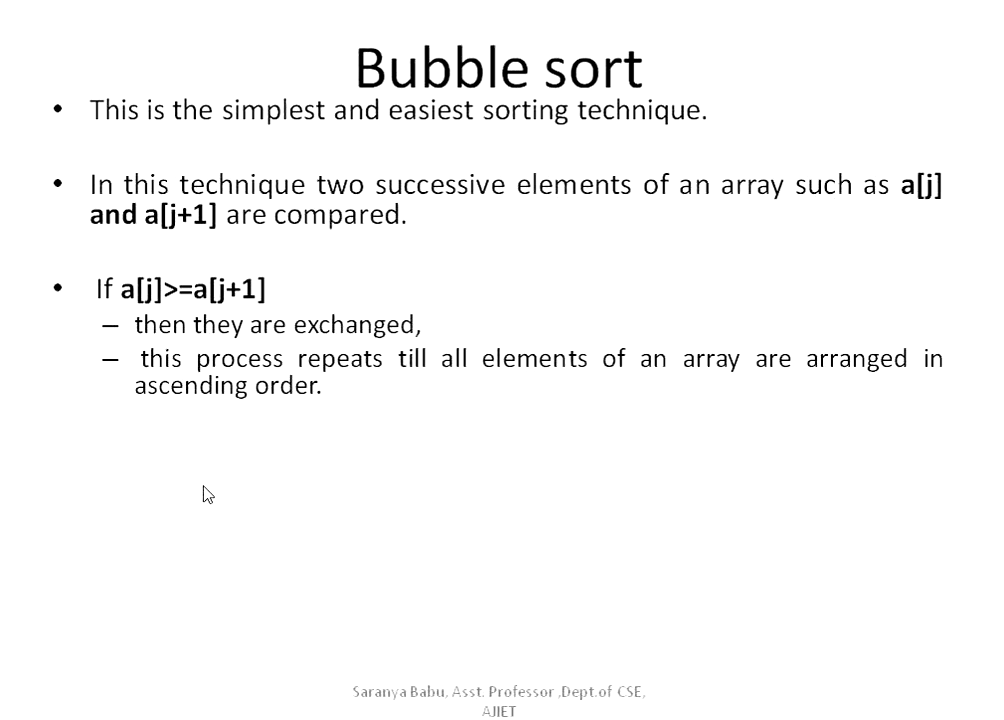 Bubble sort
• This is the simplest and easiest sorting technique.
• In this technique two successive elements of an array such as a[j]
and a[j+1] are compared.
• If a[j]>=a[j+1]
– then they are exchanged,
– this process repeats till all elements of an array are arranged in
ascending order.
Saranya Babu, Asst. Professor ,Dept.of CSE,
AJIET